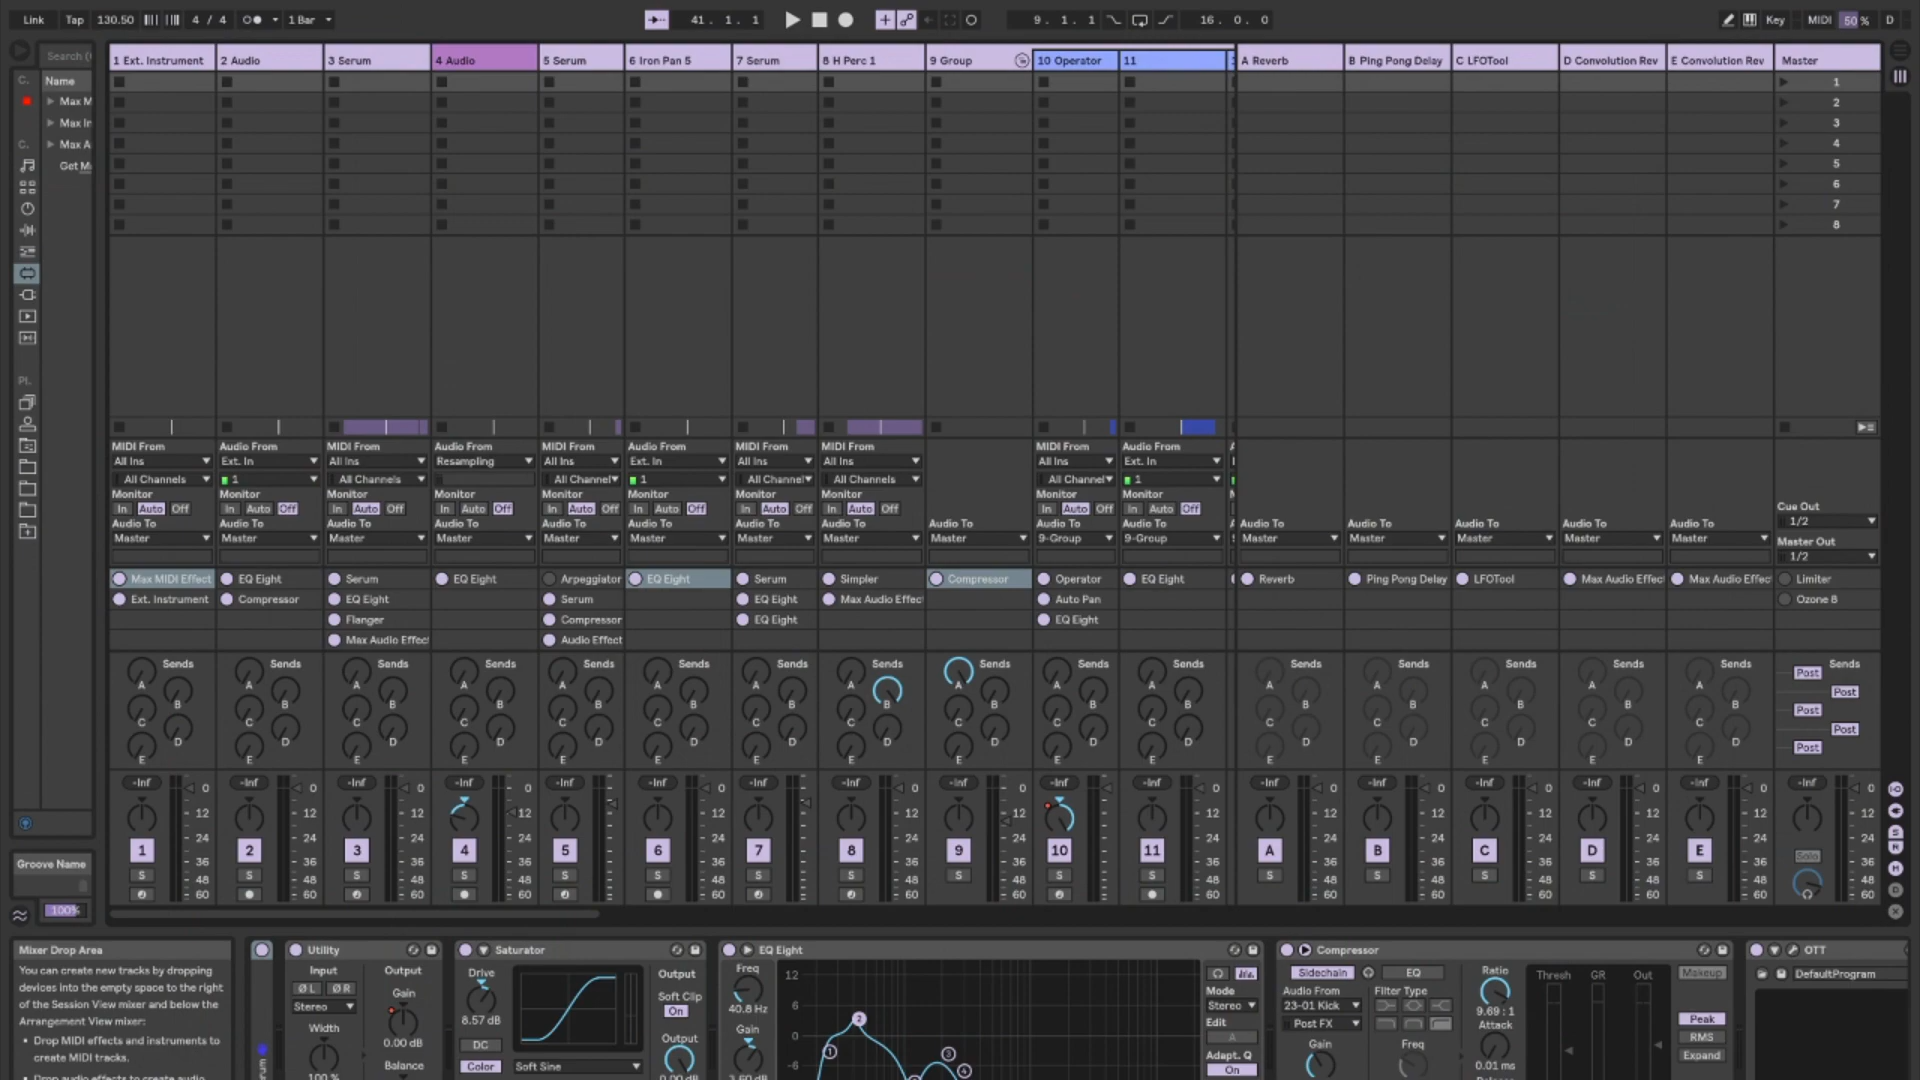 Link Tap 130.50 4 / 4 1 Bar 41 . 1 . 1 9 . 1 . 1 16 . 0 . 0 Key MIDI 50 % D
Search (
1 Ext. Instrument 2 Audio 3 Serum 4 Audio 5 Serum 6 Iron Pan 5 7 Serum 8 H Perc 1 9 Group 10 Operator 11 A Reverb B Ping Pong Delay C LFOTool D Convolution Rev E Convolution Rev Master
C. Name 1
Max M 2
Max In 3
C. Max A 4
Get M 5
6
7
8
Pl.
MIDI From Audio From MIDI From Audio From MIDI From Audio From MIDI From MIDI From MIDI From Audio From
All Ins Ext. In All Ins Resampling All Ins Ext. In All Ins All Ins All Ins Ext. In
All Channels 1 All Channels All Channel 1 All Channel All Channels All Channel 1
Monitor Monitor Monitor Monitor Monitor Monitor Monitor Monitor Monitor Monitor
In Auto Off In Auto Off In Auto Off In Auto Off In Auto Off In Auto Off In Auto Off In Auto Off In Auto Off In Auto Off Cue Out
Audio To Audio To Audio To Audio To Audio To Audio To Audio To Audio To Audio To Audio To Audio To Audio To Audio To Audio To Audio To Audio To 1/2
Master Master Master Master Master Master Master Master Master 9-Group 9-Group Master Master Master Master Master Master Out
1/2
Max MIDI Effect EQ Eight Serum EQ Eight Arpeggiator EQ Eight Serum Simpler Compressor Operator EQ Eight Reverb Ping Pong Delay LFOTool Max Audio Effec Max Audio Effec Limiter
Ext. Instrument Compressor EQ Eight Serum EQ Eight Max Audio Effec Auto Pan Ozone 8
Flanger Compressor EQ Eight EQ Eight
Max Audio Effect Audio Effect
Sends Sends Sends Sends Sends Sends Sends Sends Sends Sends Sends Sends Sends Sends Sends Sends Sends
A A A A A A A A A A A A A A A A Post
B B B B B B B B B B B B B B B B Post
C C C C C C C C C C C C C C C C Post
D D D D D D D D D D D D D D D D Post
E E E E E E E E E E E E E E E E Post
-Inf 0 -Inf 0 -Inf 0 -Inf 0 -Inf -Inf 0 -Inf -Inf 0 -Inf 0 -Inf -Inf 0 -Inf 0 -Inf 0 -Inf 0 -Inf 0 -Inf 0 -Inf 0
12 12 12 12 12 12 12 12 12 12 12 12 12 12
24 24 24 24 24 24 24 24 24 24 24 24 24 24
1 2 3 4 5 6 7 8 9 10 11 A B C D E Solo
36 36 36 36 36 36 36 36 36 36 36 36 36 36
S S S S S S S S S S S S S S S S
48 48 48 48 48 48 48 48 48 48 48 48 48 48
60 60 60 60 60 60 60 60 60 60 60 60 60 60
Groove Name
100%
Mixer Drop Area Utility Saturator EQ Eight Compressor OTT
You can create new tracks by dropping
devices into the empty space to the
right of the Session View mixer and below the
Arrangement View mixer:
• Drop MIDI effects and instruments to
create MIDI tracks.
• Drop audio effects to create audio
Input Output
Ø L Ø R Gain
Stereo
Width 0.00 dB
100 % Balance
Drive Output
8.57 dB Soft Clip
On
DC Output
Color Soft Sine 0.00 dB
Freq 12
40.8 Hz 6
Gain 0
3.60 dB -6
1 2 3 4
Mode
Stereo
Edit
A
Adapt. Q
On
Sidechain EQ Ratio Thresh GR Out Makeup
Audio From Filter Type
23-01 Kick 9.69 : 1 Peak
Post FX Attack RMS
Gain Freq 0.01 ms Expand
DefaultProgram